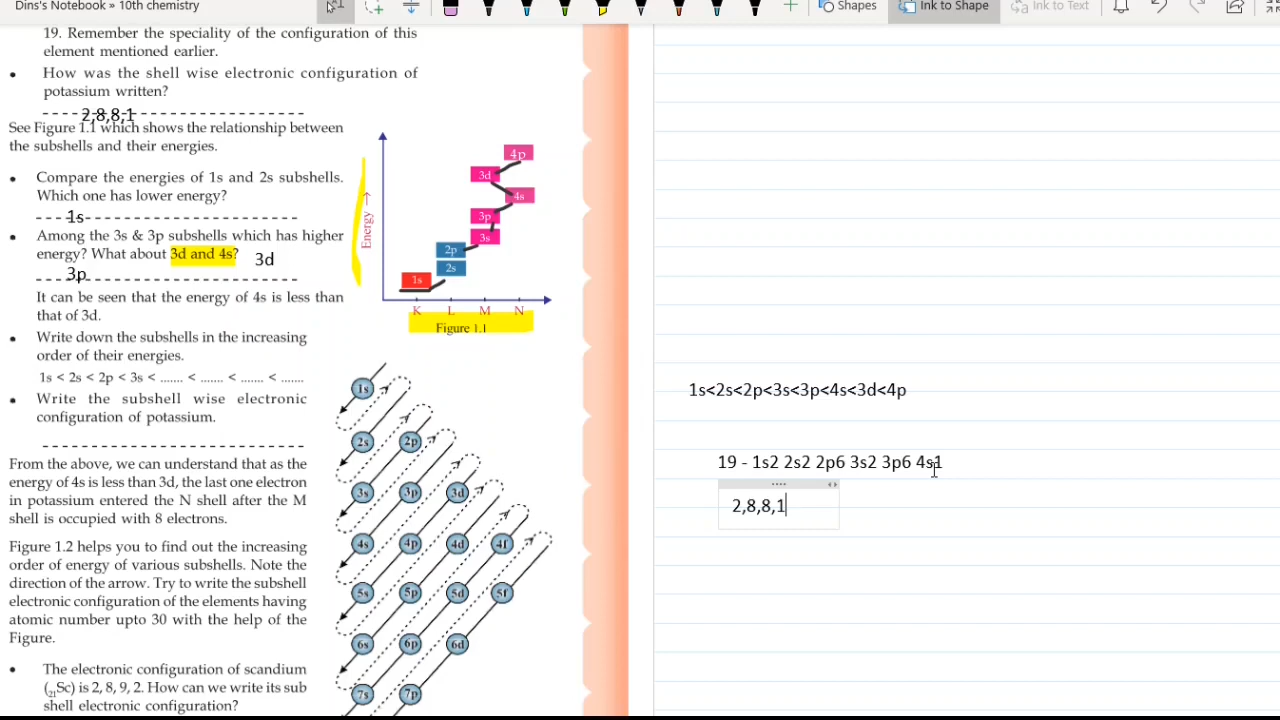 Din's Notebook » 10th chemistry
Shapes
Ink to Shape
Ink to Text
19. Remember the speciality of the configuration of this
element mentioned earlier.
• How was the shell wise electronic configuration of
potassium written?
2,8,8,1
See Figure 1.1 which shows the relationship between
the subshells and their energies.
• Compare the energies of 1s and 2s subshells.
Which one has lower energy?
1s
• Among the 3s & 3p subshells which has higher
energy? What about 3d and 4s?
3d
3p
It can be seen that the energy of 4s is less than
that of 3d.
• Write down the subshells in the increasing
order of their energies.
1s < 2s < 2p < 3s < ....... < ....... < ....... < .......
• Write the subshell wise electronic
configuration of potassium.
From the above, we can understand that as the
energy of 4s is less than 3d, the last one electron
in potassium entered the N shell after the M
shell is occupied with 8 electrons.
Figure 1.2 helps you to find out the increasing
order of energy of various subshells. Note the
direction of the arrow. Try to write the subshell
electronic configuration of the elements having
atomic number upto 30 with the help of the
Figure.
• The electronic configuration of scandium
(21Sc) is 2, 8, 9, 2. How can we write its sub
shell electronic configuration?
Energy →
4p
3d
4s
3p
3s
2p
2s
1s
K L M N
Figure 1.1
1s
2s 2p
3s 3p 3d
4s 4p 4d 4f
5s 5p 5d 5f
6s 6p 6d
7s 7p
1s<2s<2p<3s<3p<4s<3d<4p
19 - 1s2 2s2 2p6 3s2 3p6 4s1
2,8,8,1